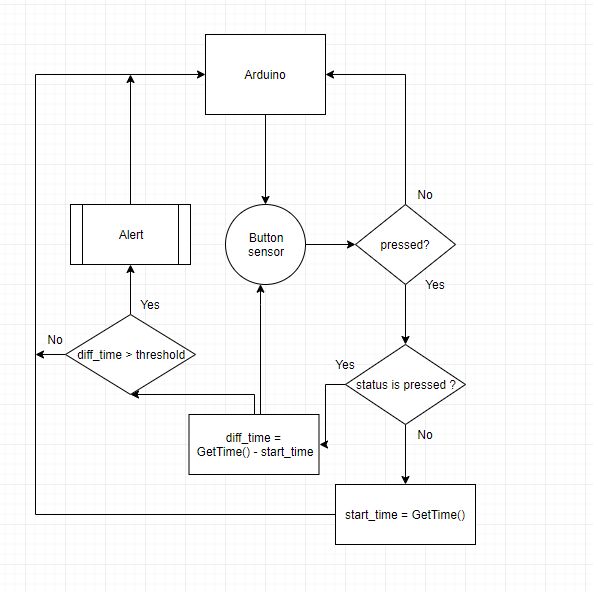 Arduino
No
Alert
Button
sensor
pressed?
Yes
Yes
No
diff_time > threshold
Yes
status is pressed ?
diff_time =
GetTime() - start_time
No
start_time = GetTime()